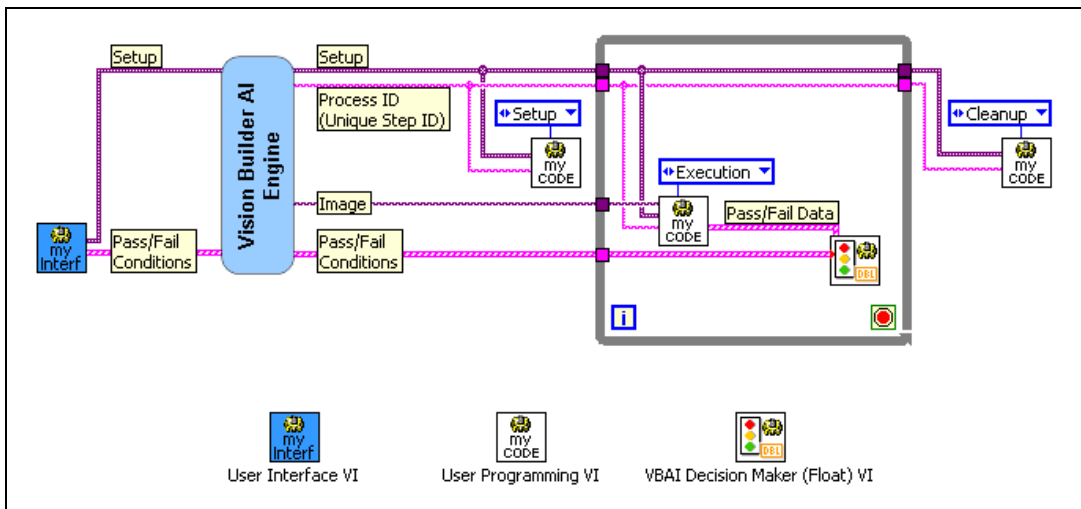 Setup
Setup
Vision Builder AI
Engine
Process ID
(Unique Step ID)
Setup
my
CODE
Cleanup
my
CODE
Execution
my
CODE
Image
Pass/Fail Data
my
Interf
Pass/Fail
Conditions
Pass/Fail
Conditions
DBL
i
my
Interf
User Interface VI
my
CODE
User Programming VI
DBL
VBAI Decision Maker (Float) VI